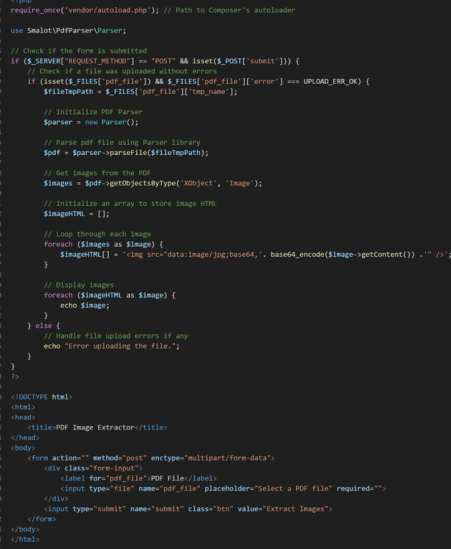 <?php
require_once('vendor/autoload.php'); // Path to Composer's autoloader
use Smalot\PdfParser\Parser;
// Check if the form is submitted
if ($_SERVER["REQUEST_METHOD"] == "POST" && isset($_POST['submit'])) {
// Check if a file was uploaded without errors
if (isset($_FILES['pdf_file']) && $_FILES['pdf_file']['error'] === UPLOAD_ERR_OK) {
$fileTmpPath = $_FILES['pdf_file']['tmp_name'];
// Initialize PDF Parser
$parser = new Parser();
// Parse pdf file using Parser library
$pdf = $parser->parseFile($fileTmpPath);
// Get images from the PDF
$images = $pdf->getObjectsByType('XObject', 'Image');
// Initialize an array to store image HTML
$imageHTML = [];
// Loop through each image
foreach ($images as $image) {
$imageHTML[] = '<img src="data:image/jpg;base64,'. base64_encode($image->getContent()) .'" />';
}
// Display images
foreach ($imageHTML as $image) {
echo $image;
}
} else {
// Handle file upload errors if any
echo "Error uploading the file.";
}
}
?>
<!DOCTYPE html>
<html>
<head>
<title>PDF Image Extractor</title>
</head>
<body>
<form action="" method="post" enctype="multipart/form-data">
<div class="form-input">
<label for="pdf_file">PDF File</label>
<input type="file" name="pdf_file" placeholder="Select a PDF file" required="">
</div>
<input type="submit" name="submit" class="btn" value="Extract Images">
</form>
</body>
</html>